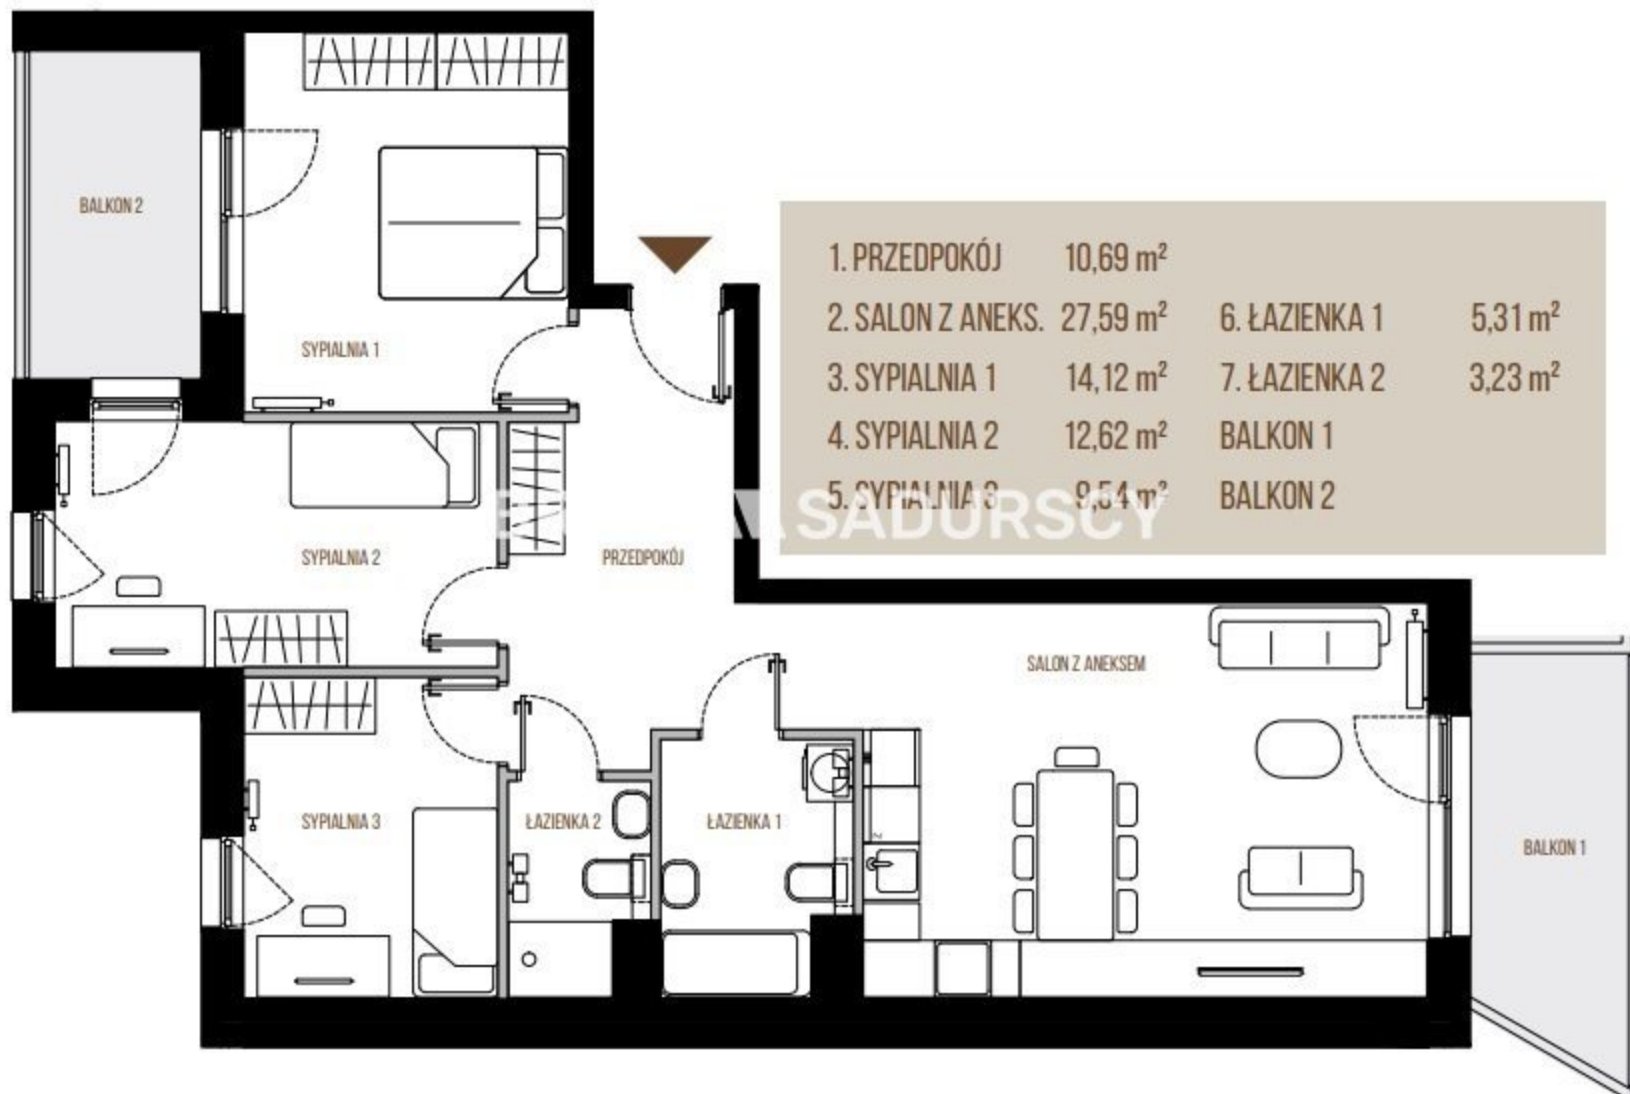 BALKON 2
SYPIALNIA 1
1. PRZEDPOKÓJ 10,69 m²
2. SALON Z ANEKS. 27,59 m² 6. ŁAZIENKA 1 5,31 m²
3. SYPIALNIA 1 14,12 m² 7. ŁAZIENKA 2 3,23 m²
4. SYPIALNIA 2 12,62 m² BALKON 1
5. SYPIALNIA 3 9,54 m² BALKON 2
SADURSCY
SYPIALNIA 2
PRZEDPOKÓJ
SALON Z ANEKSEM
SYPIALNIA 3
ŁAZIENKA 2
ŁAZIENKA 1
BALKON 1